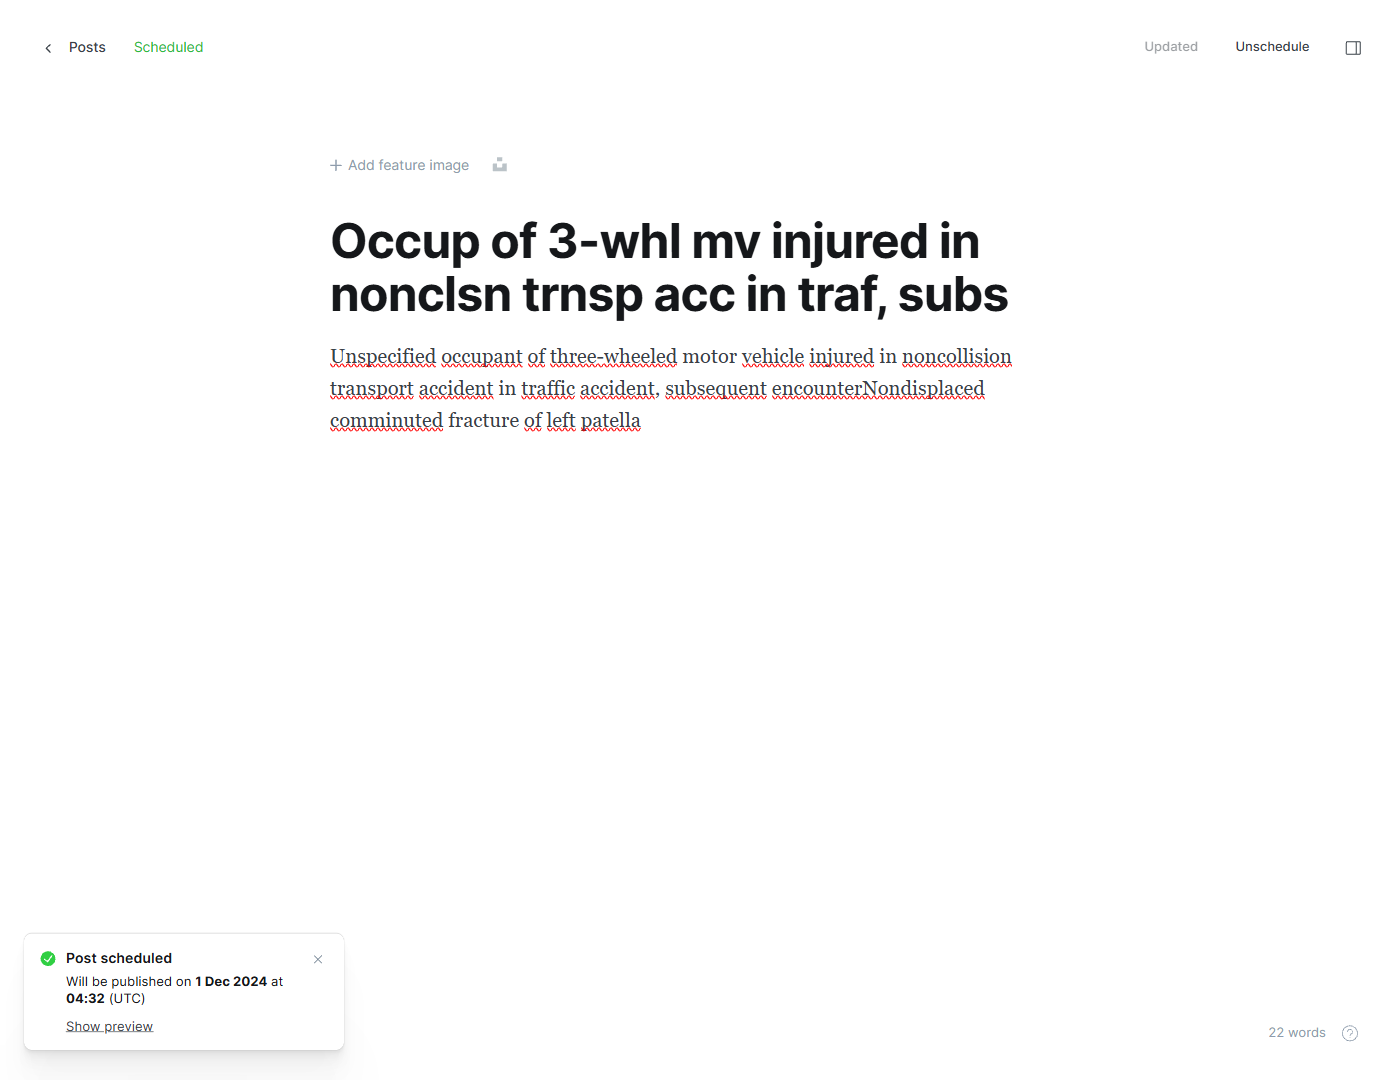 Posts
Scheduled
Updated
Unschedule
Add feature image
Occup of 3-whl mv injured in
nonclsn trnsp acc in traf, subs
Unspecified occupant of three-wheeled motor vehicle injured in noncollision
transport accident in traffic accident, subsequent encounterNondisplaced
comminuted fracture of left patella
Post scheduled
Will be published on 1 Dec 2024 at
04:32 (UTC)
Show preview
22 words